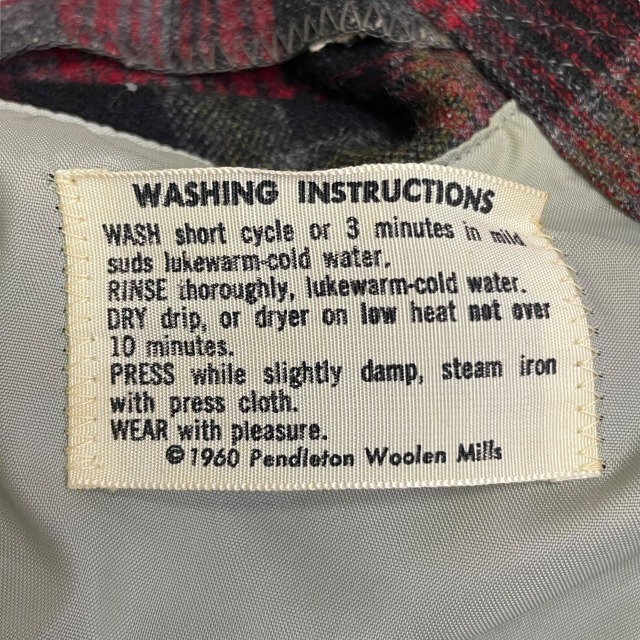 WASHING INSTRUCTIONS
WASH short cycle or 3 minutes in mild
suds lukewarm-cold water.
RINSE thoroughly, lukewarm-cold water.
DRY drip, or dryer on low heat not over
10 minutes.
PRESS while slightly damp, steam iron
with press cloth.
WEAR with pleasure.
© 1960 Pendleton Woolen Mills